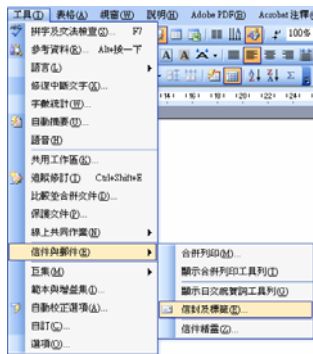 工具(T) 表格(A) 視窗(W) 說明(H) Adobe PDF(B) Acrobat 註釋
拼字及文法檢查(S)... F7
100%
參考資料(R)... Alt+按一下
語言(L)
修復中斷文字(X)...
字數統計(W)...
自動摘要(U)...
語音(H)
共用工作區(K)...
追蹤修訂(T) Ctrl+Shift+E
比較並合併文件(D)...
保護文件(P)...
線上共同作業(N)
信件與郵件(E)
合併列印(M)...
巨集(M)
顯示合併列印工具列(T)
範本與增益集(I)...
顯示日文敬賀詞工具列(G)
自動校正選項(A)...
信封及標籤(E)...
自訂(C)...
信件精靈(Z)...
選項(O)...